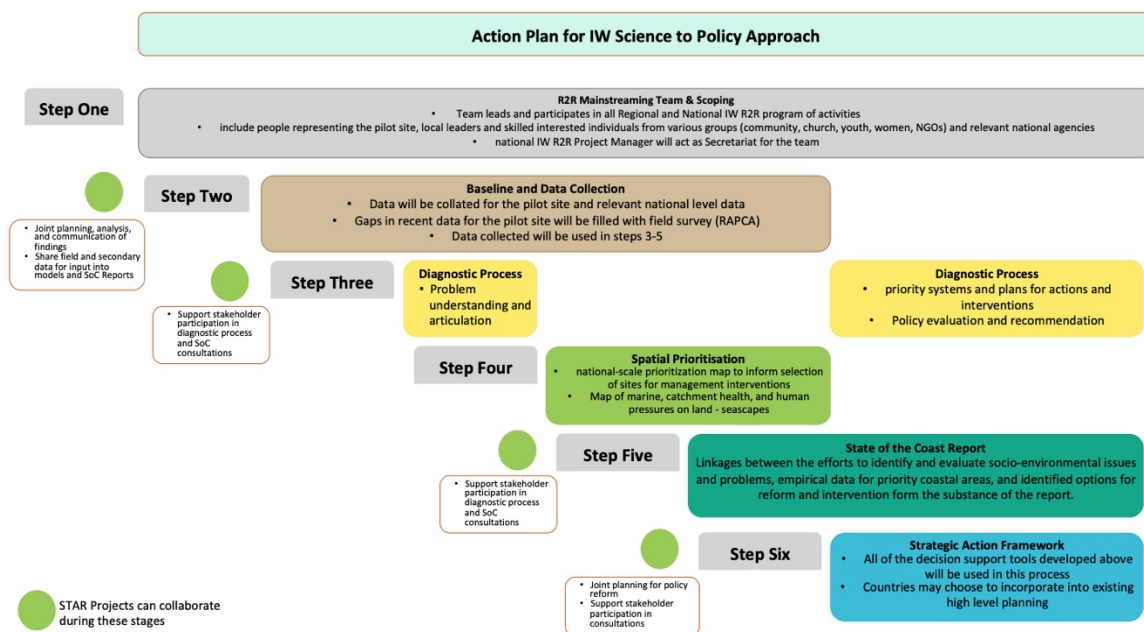 Action Plan for IW Science to Policy Approach
Step One
R2R Mainstreaming Team & Scoping
• Team leads and participates in all Regional and National IW R2R program of activities
• include people representing the pilot site, local leaders and skilled interested individuals from various groups (community, church, youth, women, NGOs) and relevant national agencies
• national IW R2R Project Manager will act as Secretariat for the team
Step Two
Baseline and Data Collection
• Data will be collated for the pilot site and relevant national level data
• Gaps in recent data for the pilot site will be filled with field survey (RAPCA)
• Data collected will be used in steps 3-5
• Joint planning, analysis,
and communication of
findings
• Share field and secondary
data for input into
models and SoC Reports
Step Three
Diagnostic Process
• Problem
understanding and
articulation
Diagnostic Process
• priority systems and plans for actions and
interventions
• Policy evaluation and recommendation
• Support stakeholder
participation in
diagnostic process
and SoC
consultations
Step Four
Spatial Prioritisation
• national-scale prioritization map to inform selection
of sites for management interventions
• Map of marine, catchment health, and human
pressures on land - seascapes
Step Five
State of the Coast Report
Linkages between the efforts to identify and evaluate socio-environmental issues
and problems, empirical data for priority coastal areas, and identified options for
reform and intervention form the substance of the report.
• Support stakeholder
participation in
diagnostic process
and SoC
consultations
Step Six
Strategic Action Framework
• All of the decision support tools developed above
will be used in this process
• Countries may choose to incorporate into existing
high level planning
• Joint planning for policy
reform
• Support stakeholder
participation in
consultations
STAR Projects can collaborate
during these stages